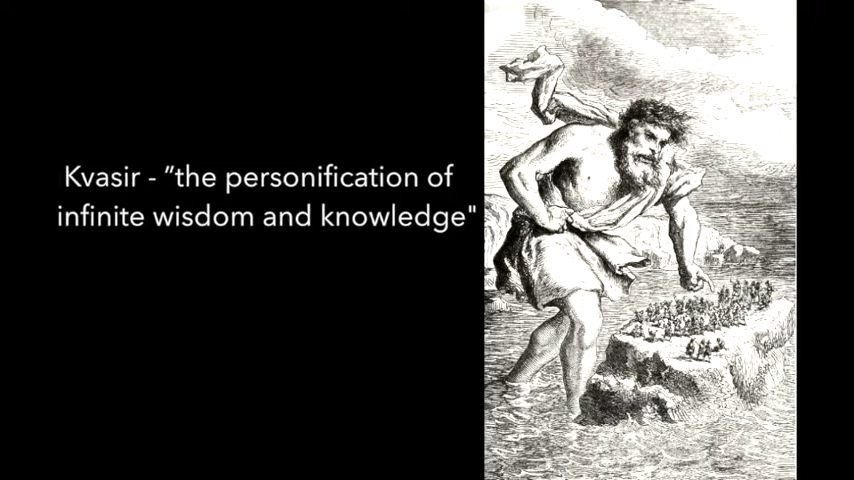 Kvasir - “the personification of
infinite wisdom and knowledge"